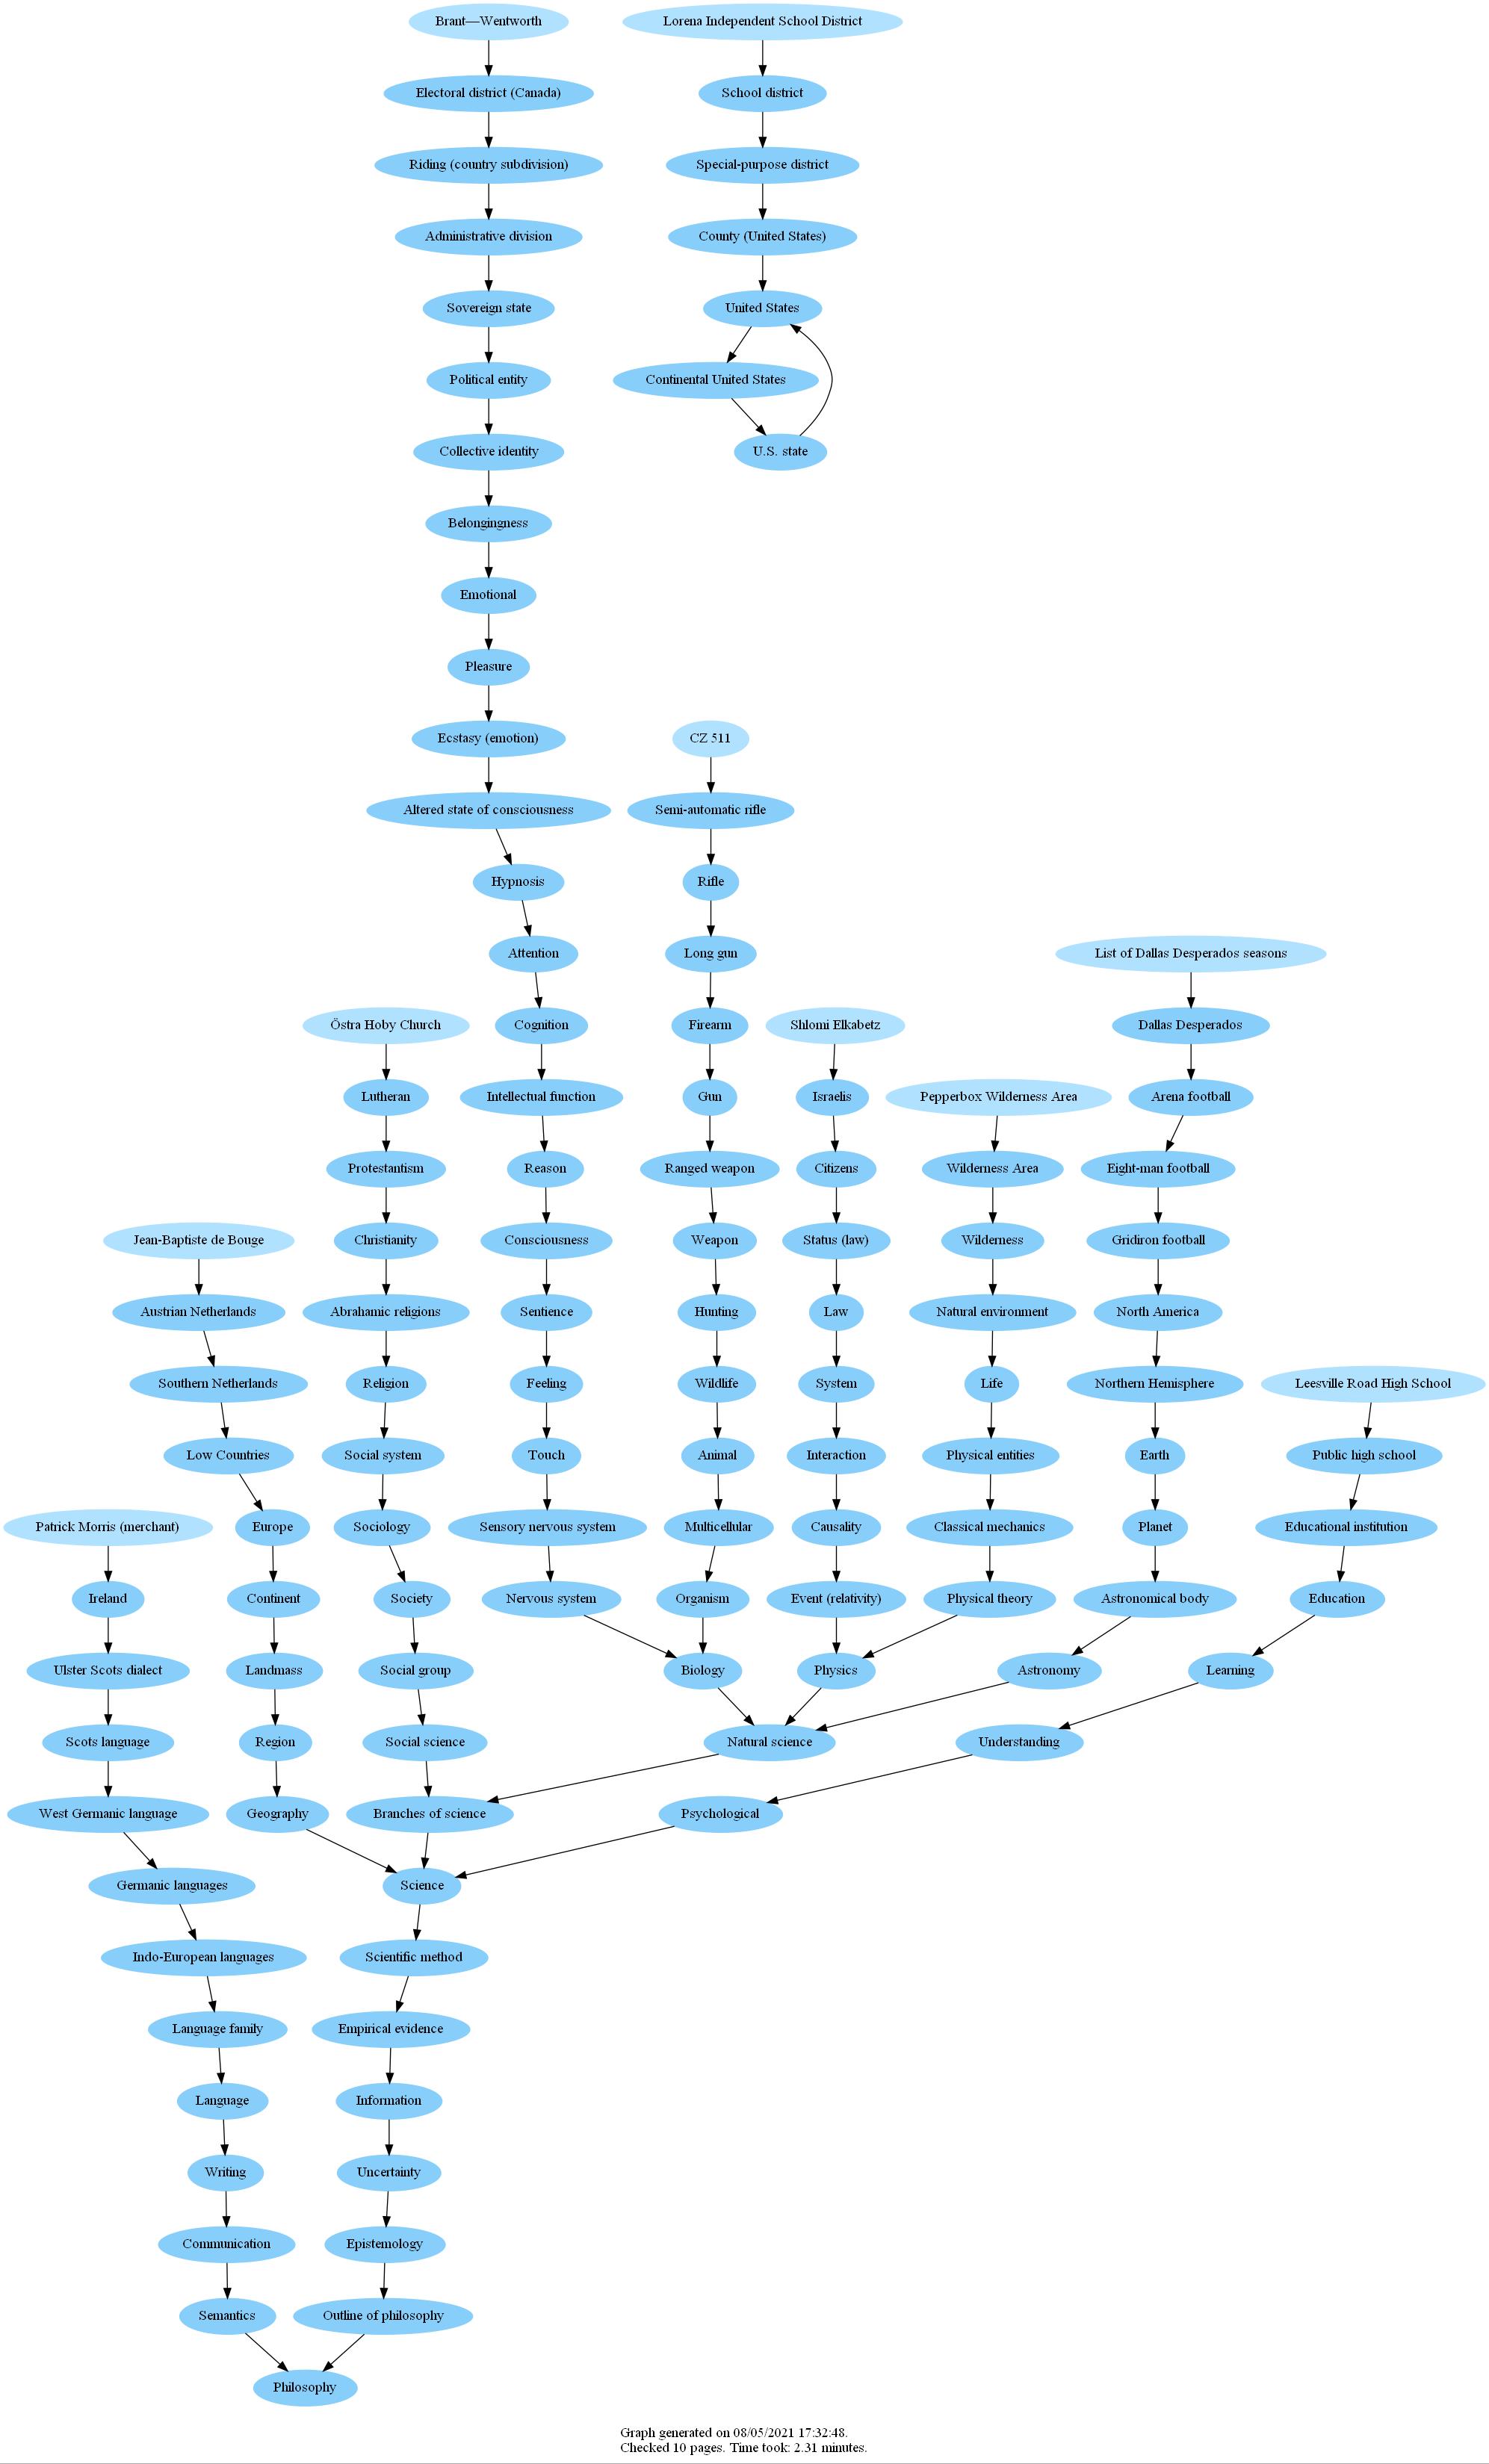 Brant—Wentworth
Lorena Independent School District
Electoral district (Canada)
School district
Riding (country subdivision)
Special-purpose district
Administrative division
County (United States)
Sovereign state
United States
Political entity
Continental United States
Collective identity
U.S. state
Belongingness
Emotional
Pleasure
Ecstasy (emotion)
CZ 511
Altered state of consciousness
Semi-automatic rifle
Hypnosis
Rifle
Attention
Long gun
List of Dallas Desperados seasons
Östra Hoby Church
Cognition
Firearm
Shlomi Elkabetz
Dallas Desperados
Lutheran
Intellectual function
Gun
Israelis
Pepperbox Wilderness Area
Arena football
Protestantism
Reason
Ranged weapon
Citizens
Wilderness Area
Eight-man football
Jean-Baptiste de Bouge
Christianity
Consciousness
Weapon
Status (law)
Wilderness
Gridiron football
Austrian Netherlands
Abrahamic religions
Sentience
Hunting
Law
Natural environment
North America
Southern Netherlands
Religion
Feeling
Wildlife
System
Life
Northern Hemisphere
Leesville Road High School
Low Countries
Social system
Touch
Animal
Interaction
Physical entities
Earth
Public high school
Patrick Morris (merchant)
Europe
Sociology
Sensory nervous system
Multicellular
Causality
Classical mechanics
Planet
Educational institution
Ireland
Continent
Society
Nervous system
Organism
Event (relativity)
Physical theory
Astronomical body
Education
Ulster Scots dialect
Landmass
Social group
Biology
Physics
Astronomy
Learning
Scots language
Region
Social science
Natural science
Understanding
West Germanic language
Geography
Branches of science
Psychological
Germanic languages
Science
Indo-European languages
Scientific method
Language family
Empirical evidence
Language
Information
Writing
Uncertainty
Communication
Epistemology
Semantics
Outline of philosophy
Philosophy
Graph generated on 08/05/2021 17:32:48.
Checked 10 pages. Time took: 2.31 minutes.